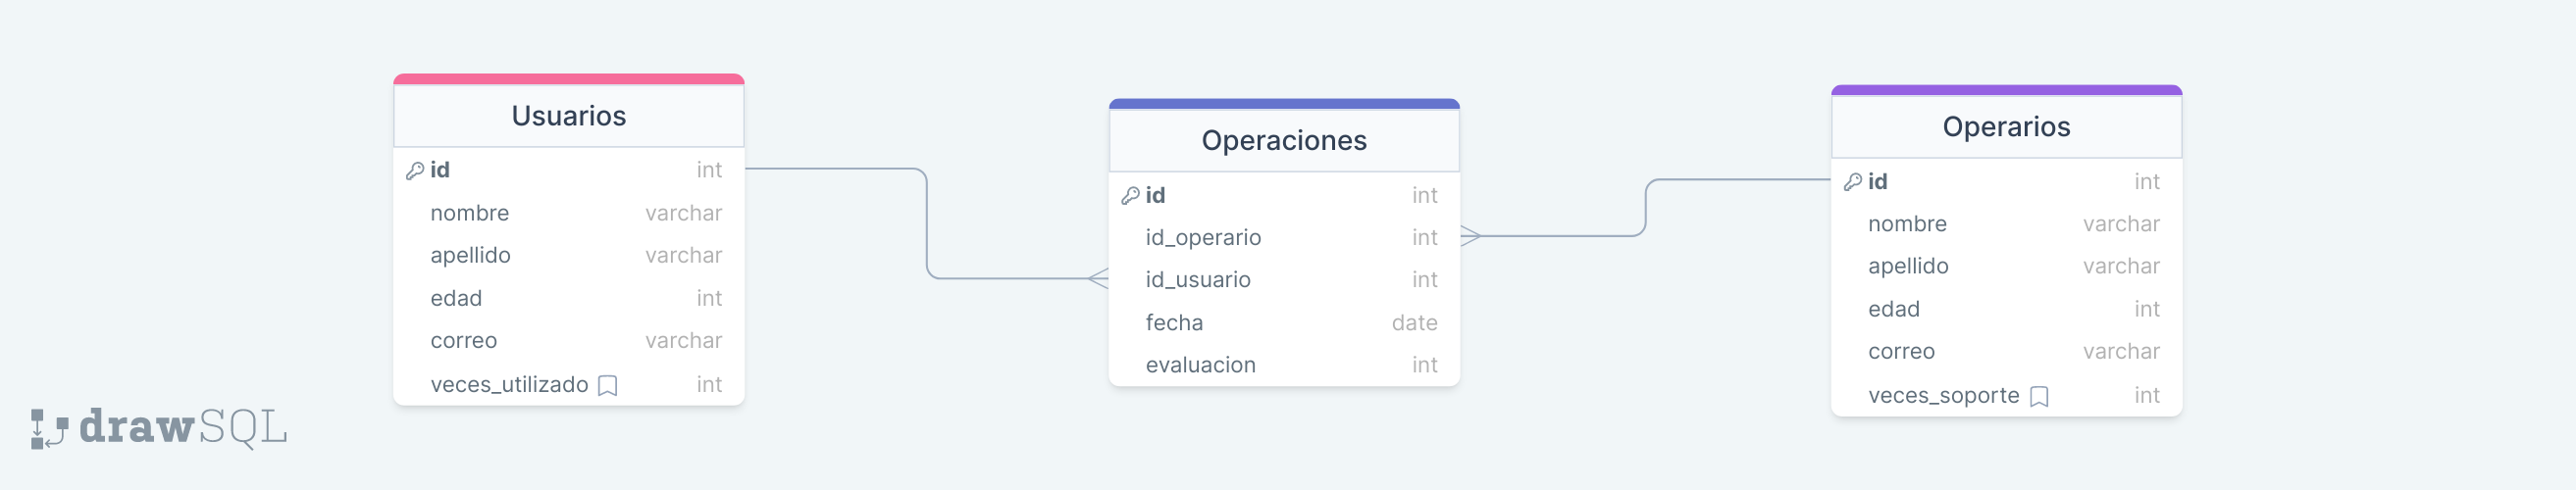 Usuarios
id int
nombre varchar
apellido varchar
edad int
correo varchar
veces_utilizado int
Operaciones
id int
id_operario int
id_usuario int
fecha date
evaluacion int
Operarios
id int
nombre varchar
apellido varchar
edad int
correo varchar
veces_soporte int
drawSQL